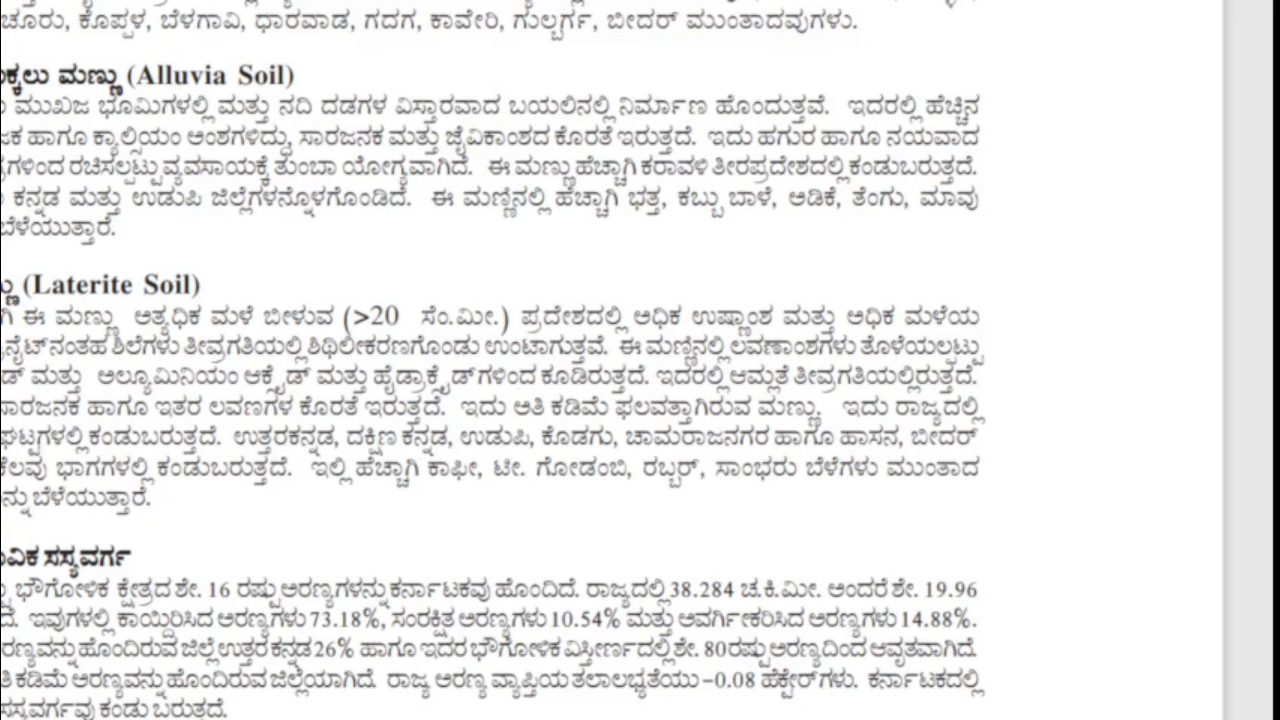 ಚೂರು, ಕೊಪ್ಪಳ, ಬೆಳಗಾವಿ, ಧಾರವಾಡ, ಗದಗ, ಕಾವೇರಿ, ಗುಲ್ಬರ್ಗ, ಬೀದರ್ ಮುಂತಾದವುಗಳು.
ಕ್ಕಲು ಮಣ್ಣು (Alluvia Soil)
ಮುಖಜ ಭೂಮಿಗಳಲ್ಲಿ ಮತ್ತು ನದಿ ದಡಗಳ ವಿಸ್ತಾರವಾದ ಬಯಲಿನಲ್ಲಿ ನಿರ್ಮಾಣ ಹೊಂದುತ್ತವೆ. ಇದರಲ್ಲಿ ಹೆಚ್ಚಿನ
ಜಕ ಹಾಗೂ ಕ್ಯಾಲ್ಸಿಯಂ ಅಂಶಗಳಿದ್ದು, ಸಾರಜನಕ ಮತ್ತು ಜೈವಿಕಾಂಶದ ಕೊರತೆ ಇರುತ್ತದೆ. ಇದು ಹಗುರ ಹಾಗೂ ನಯವಾದ
ಗಳಿಂದ ರಚಿಸಲ್ಪಟ್ಟು ವ್ಯವಸಾಯಕ್ಕೆ ತುಂಬಾ ಯೋಗ್ಯವಾಗಿದೆ. ಈ ಮಣ್ಣು ಹೆಚ್ಚಾಗಿ ಕರಾವಳಿ ತೀರಪ್ರದೇಶದಲ್ಲಿ ಕಂಡುಬರುತ್ತದೆ.
ಕನ್ನಡ ಮತ್ತು ಉಡುಪಿ ಜಿಲ್ಲೆಗಳನ್ನೊಳಗೊಂಡಿದೆ. ಈ ಮಣ್ಣಿನಲ್ಲಿ ಹೆಚ್ಚಾಗಿ ಭತ್ತ, ಕಬ್ಬು ಬಾಳೆ, ಅಡಿಕೆ, ತೆಂಗು, ಮಾವು
ಬೆಳೆಯುತ್ತಾರೆ.
ಣ್ಣು (Laterite Soil)
ಗಿ ಈ ಮಣ್ಣು ಅತ್ಯಧಿಕ ಮಳೆ ಬೀಳುವ (>20 ಸೆಂ.ಮೀ.) ಪ್ರದೇಶದಲ್ಲಿ ಅಧಿಕ ಉಷ್ಣಾಂಶ ಮತ್ತು ಅಧಿಕ ಮಳೆಯ
ನೈಟ್‌ನಂತಹ ಶಿಲೆಗಳು ತೀವ್ರಗತಿಯಲ್ಲಿ ಶಿಥಿಲೀಕರಣಗೊಂಡು ಉಂಟಾಗುತ್ತವೆ. ಈ ಮಣ್ಣಿನಲ್ಲಿ ಲವಣಾಂಶಗಳು ತೊಳೆಯಲ್ಪಟ್ಟು
ಡ್ ಮತ್ತು ಅಲ್ಯೂಮಿನಿಯಂ ಆಕ್ಸೈಡ್ ಮತ್ತು ಹೈಡ್ರಾಕ್ಸೈಡ್‌ಗಳಿಂದ ಕೂಡಿರುತ್ತದೆ. ಇದರಲ್ಲಿ ಆಮ್ಲತೆ ತೀವ್ರಗತಿಯಲ್ಲಿರುತ್ತದೆ.
ಸಾರಜನಕ ಹಾಗೂ ಇತರ ಲವಣಗಳ ಕೊರತೆ ಇರುತ್ತದೆ. ಇದು ಅತಿ ಕಡಿಮೆ ಫಲವತ್ತಾಗಿರುವ ಮಣ್ಣು. ಇದು ರಾಜ್ಯದಲ್ಲಿ
ಘಟ್ಟಗಳಲ್ಲಿ ಕಂಡುಬರುತ್ತದೆ. ಉತ್ತರಕನ್ನಡ, ದಕ್ಷಿಣ ಕನ್ನಡ, ಉಡುಪಿ, ಕೊಡಗು, ಚಾಮರಾಜನಗರ ಹಾಗೂ ಹಾಸನ, ಬೀದರ್
ಕೆಲವು ಭಾಗಗಳಲ್ಲಿ ಕಂಡುಬರುತ್ತದೆ. ಇಲ್ಲಿ ಹೆಚ್ಚಾಗಿ ಕಾಫೀ, ಟೀ. ಗೋಡಂಬಿ, ರಬ್ಬರ್, ಸಾಂಭರು ಬೆಳೆಗಳು ಮುಂತಾದ
ನ್ನು ಬೆಳೆಯುತ್ತಾರೆ.
ವಿಕ ಸಸ್ಯವರ್ಗ
ಭೌಗೋಳಿಕ ಕ್ಷೇತ್ರದ ಶೇ. 16 ರಷ್ಟು ಅರಣ್ಯಗಳನ್ನು ಕರ್ನಾಟಕವು ಹೊಂದಿದೆ. ರಾಜ್ಯದಲ್ಲಿ 38.284 ಚ.ಕಿ.ಮೀ. ಅಂದರೆ ಶೇ. 19.96
ದೆ. ಇವುಗಳಲ್ಲಿ ಕಾಯ್ದಿರಿಸಿದ ಅರಣ್ಯಗಳು 73.18%, ಸಂರಕ್ಷಿತ ಅರಣ್ಯಗಳು 10.54% ಮತ್ತು ಅವರ್ಗೀಕರಿಸಿದ ಅರಣ್ಯಗಳು 14.88%.
ರಣ್ಯವನ್ನು ಹೊಂದಿರುವ ಜಿಲ್ಲೆ ಉತ್ತರಕನ್ನಡ 26% ಹಾಗೂ ಇದರ ಭೌಗೋಳಿಕ ವಿಸ್ತೀರ್ಣದಲ್ಲಿ ಶೇ. 80ರಷ್ಟು ಅರಣ್ಯದಿಂದ ಆವೃತವಾಗಿದೆ.
ತಿ ಕಡಿಮೆ ಅರಣ್ಯವನ್ನು ಹೊಂದಿರುವ ಜಿಲ್ಲೆಯಾಗಿದೆ. ರಾಜ್ಯ ಅರಣ್ಯ ವ್ಯಾಪ್ತಿಯ ತಲಾಲಭ್ಯತೆಯು -0.08 ಹೆಕ್ಟೇರ್‌ಗಳು. ಕರ್ನಾಟಕದಲ್ಲಿ
ಸಸ್ಯವರ್ಗವು ಕಂಡು ಬರುತ್ತದೆ.